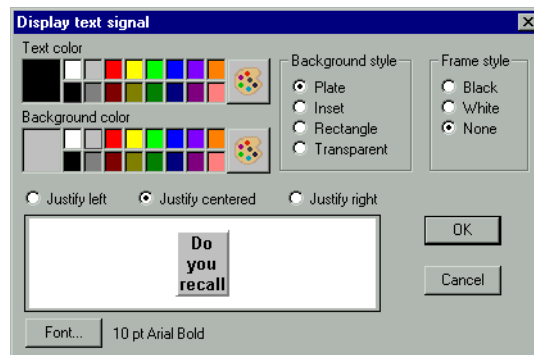 Display text signal
Text color
Background color
Background style
Plate
Inset
Rectangle
Transparent
Frame style
Black
White
None
Justify left
Justify centered
Justify right
Do
you
recall
OK
Cancel
Font...
10 pt Arial Bold